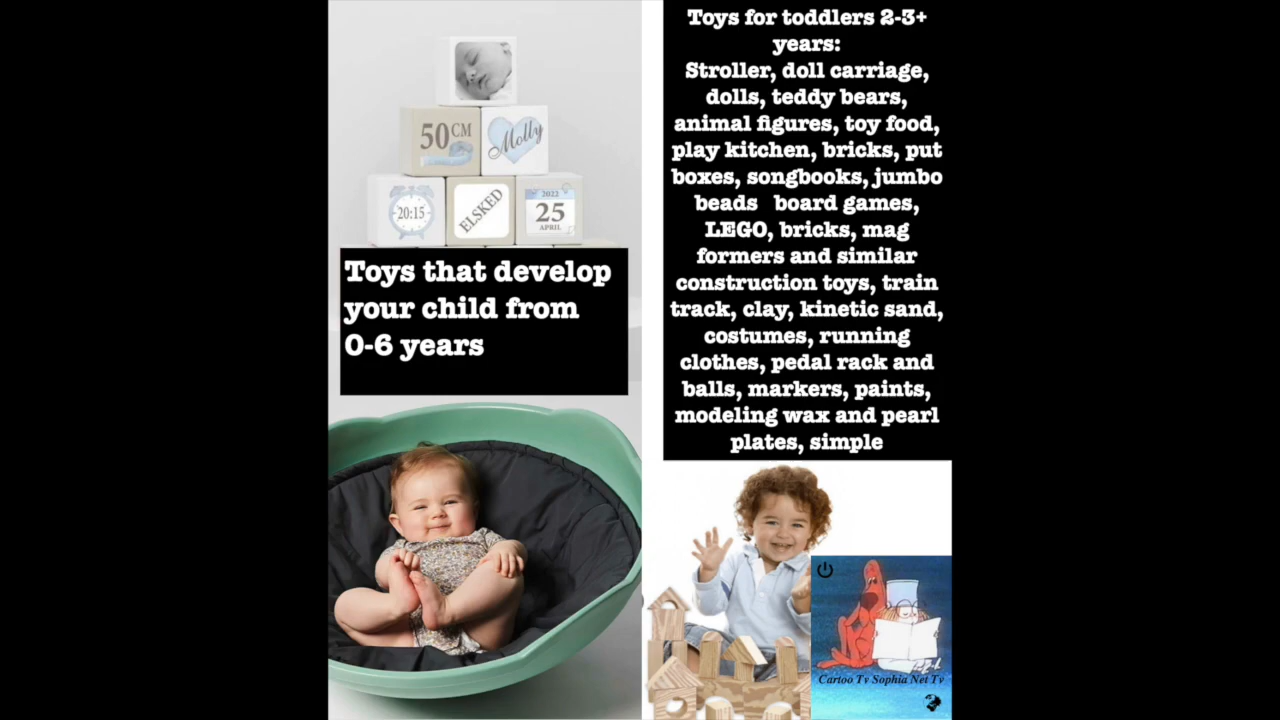 50 CM
Molly
20:15
ELSKED
2022
25
APRIL
Toys that develop
your child from
0-6 years
Toys for toddlers 2-3+
years:
Stroller, doll carriage,
dolls, teddy bears,
animal figures, toy food,
play kitchen, bricks, put
boxes, songbooks, jumbo
beads board games,
LEGO, bricks, mag
formers and similar
construction toys, train
track, clay, kinetic sand,
costumes, running
clothes, pedal rack and
balls, markers, paints,
modeling wax and pearl
plates, simple
Cartoo Tv Sophia Net Tv